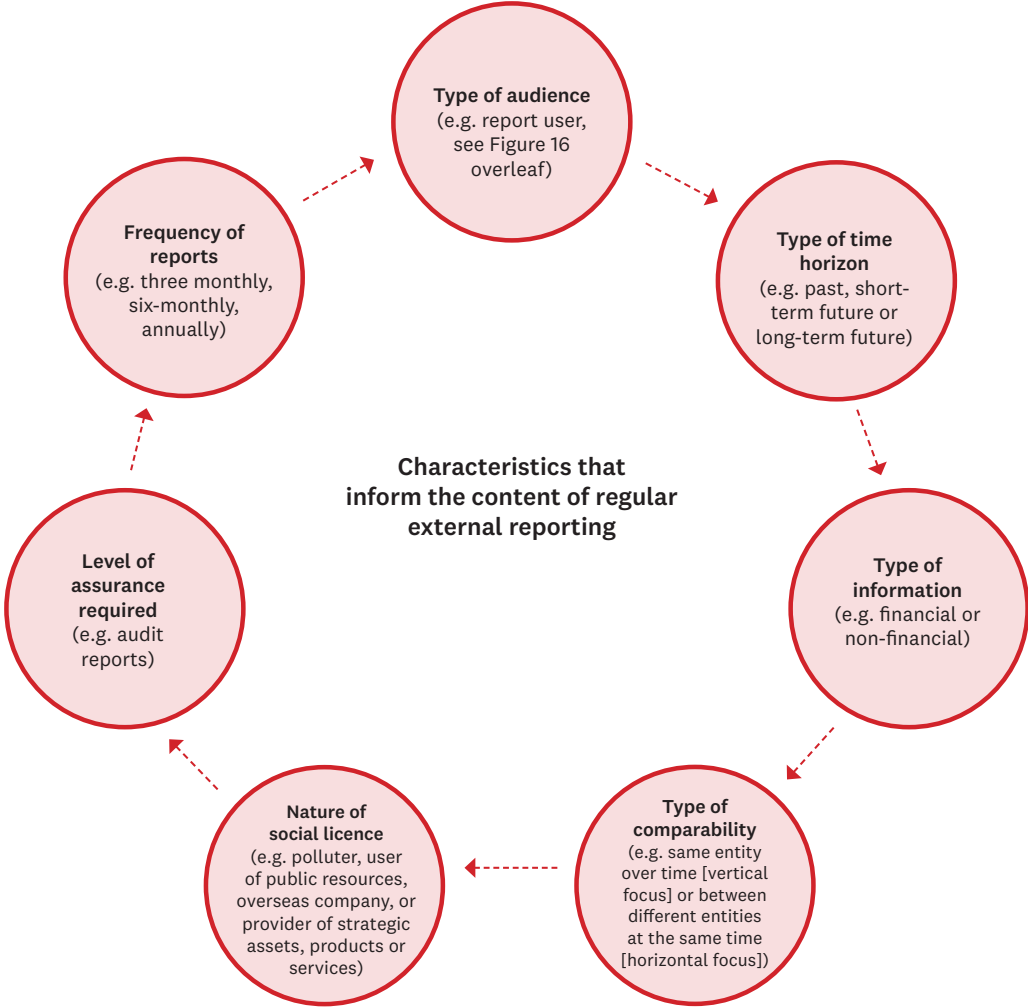 Type of audience
(e.g. report user,
see Figure 16
overleaf)
Type of time
horizon
(e.g. past, short-
term future or
long-term future)
Type of
information
(e.g. financial or
non-financial)
Type of
comparability
(e.g. same entity
over time [vertical
focus] or between
different entities
at the same time
[horizontal focus])
Nature of
social licence
(e.g. polluter, user
of public resources,
overseas company, or
provider of strategic
assets, products or
services)
Level of
assurance
required
(e.g. audit
reports)
Frequency of
reports
(e.g. three monthly,
six-monthly,
annually)
Characteristics that
inform the content of regular
external reporting